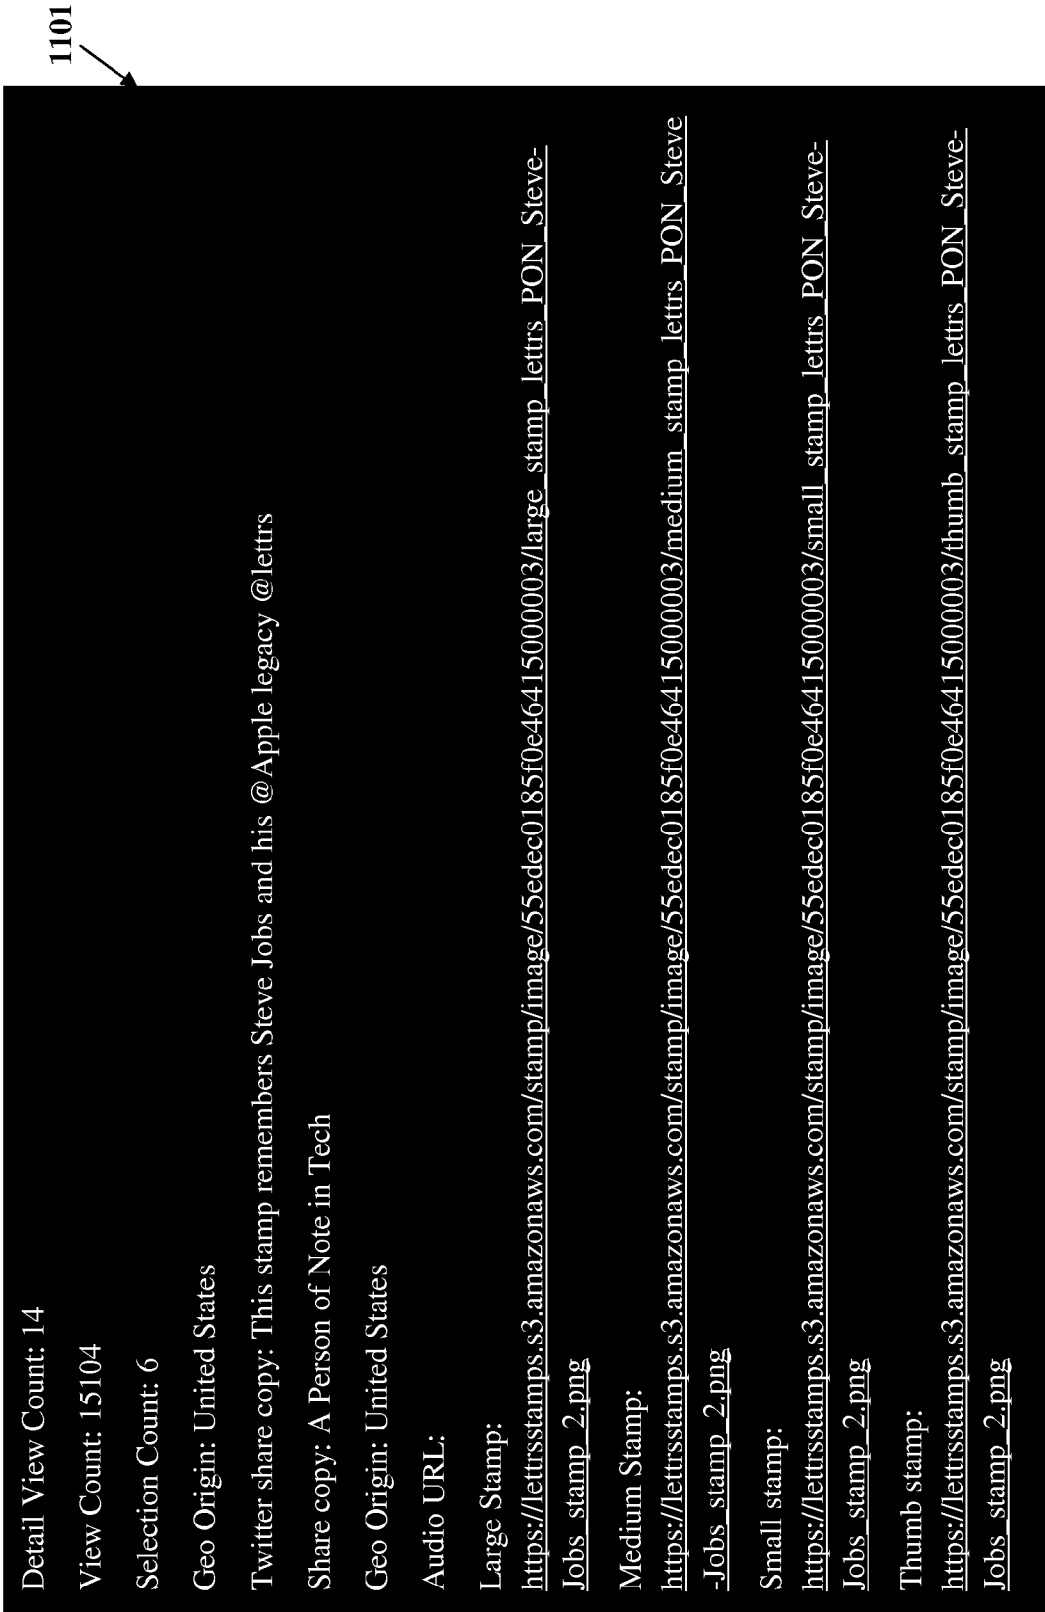 1101
Detail View Count: 14
View Count: 15104
Selection Count: 6
Geo Origin: United States
Twitter share copy: This stamp remembers Steve Jobs and his @Apple legacy @lettrs
Share copy: A Person of Note in Tech
Geo Origin: United States
Audio URL:
Large Stamp:
https://lettrsstamps.s3.amazonaws.com/stamp/image/55edec0185f0e46415000003/large_stamp_lettrs_PON_Steve-
Jobs_stamp_2.png
Medium Stamp:
https://lettrsstamps.s3.amazonaws.com/stamp/image/55edec0185f0e46415000003/medium_stamp_lettrs_PON_Steve
-Jobs_stamp_2.png
Small stamp:
https://lettrsstamps.s3.amazonaws.com/stamp/image/55edec0185f0e46415000003/small_stamp_lettrs_PON_Steve-
Jobs_stamp_2.png
Thumb stamp:
https://lettrsstamps.s3.amazonaws.com/stamp/image/55edec0185f0e46415000003/thumb_stamp_lettrs_PON_Steve-
Jobs_stamp_2.png